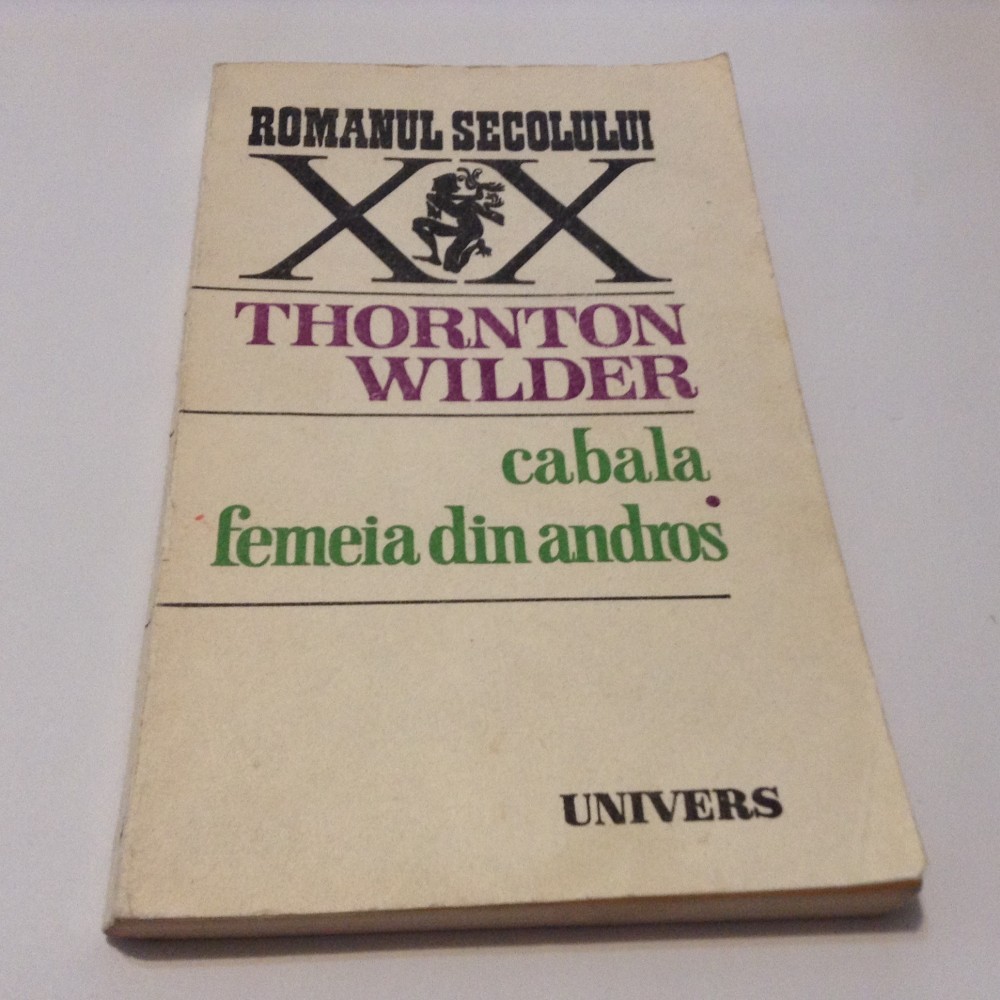 ROMANUL SECOLULUI
XX
THORNTON
WILDER
cabala
•
femeia din andros
UNIVERS